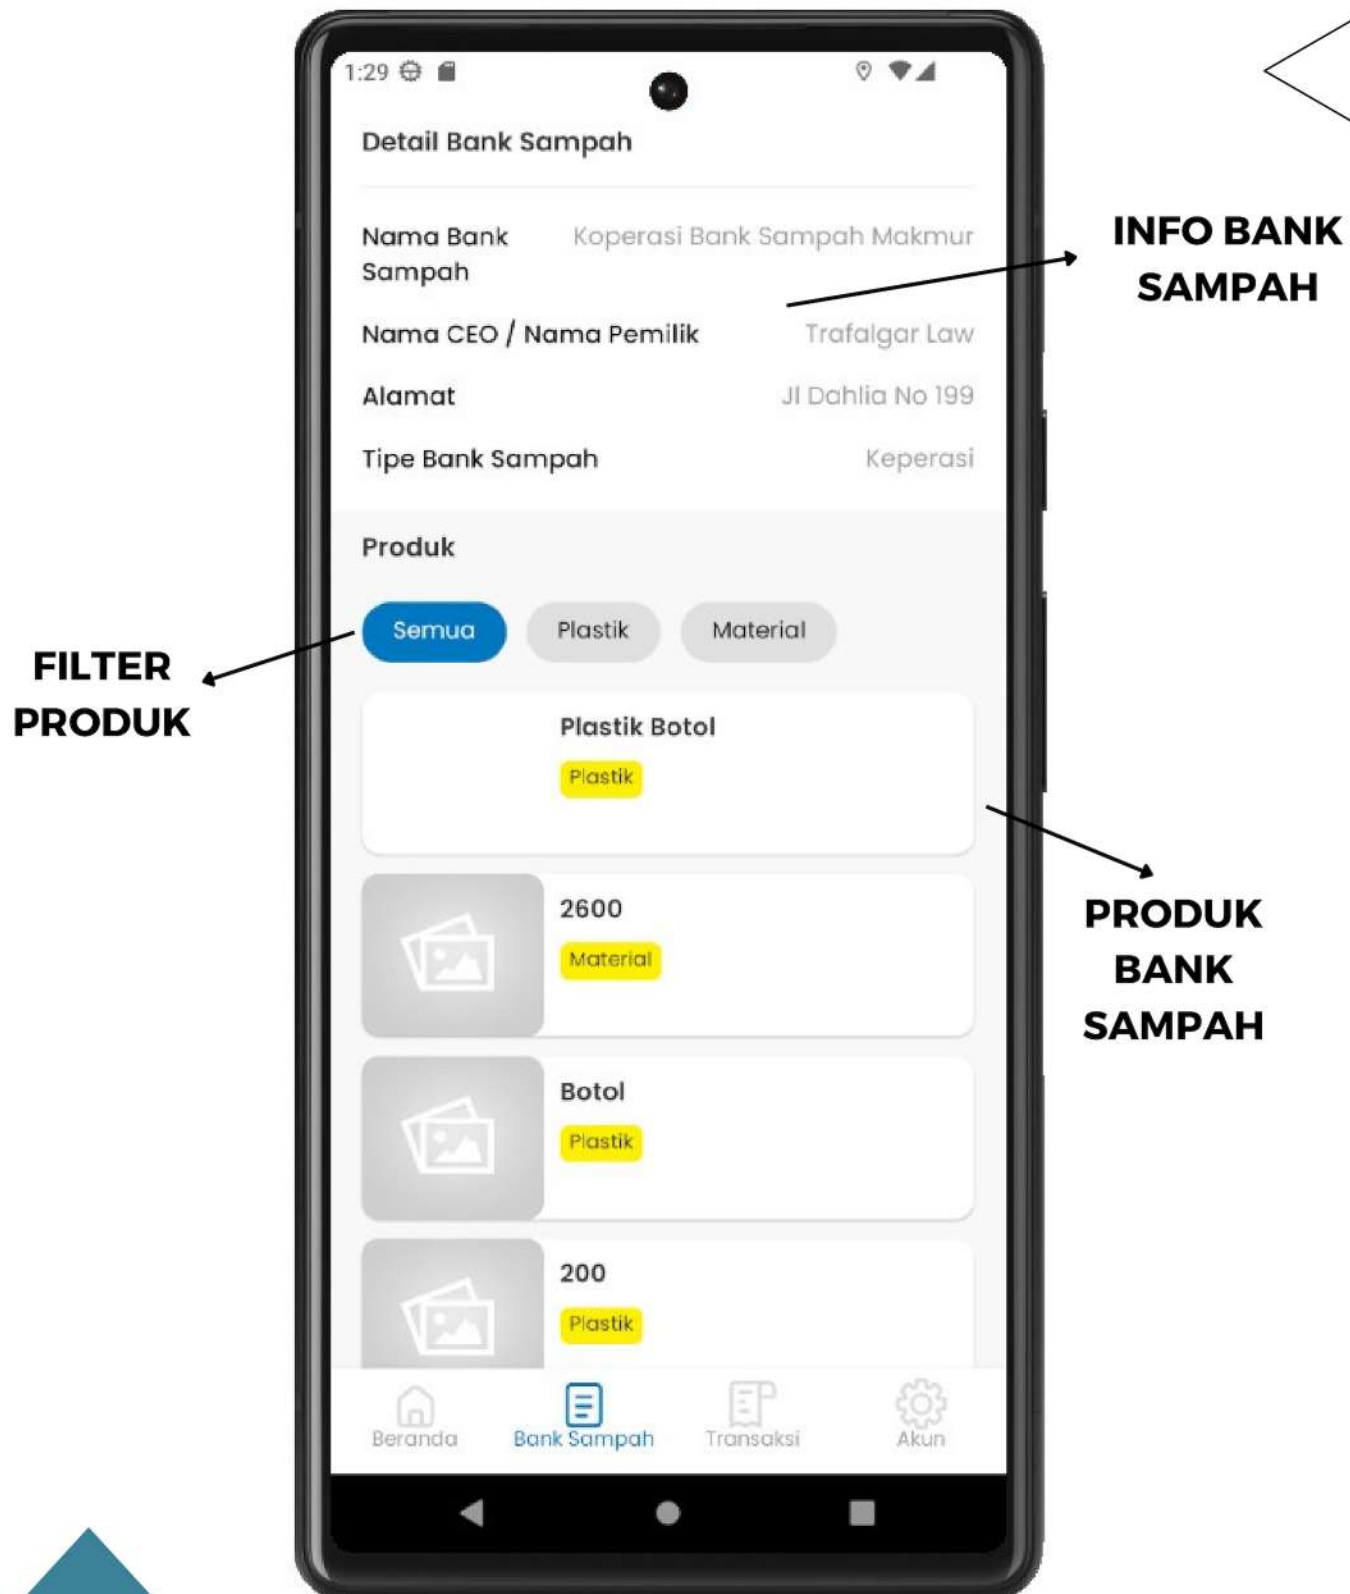 1:29
Detail Bank Sampah
Nama Bank Sampah
Koperasi Bank Sampah Makmur
Nama CEO / Nama Pemilik
Trafalgar Law
Alamat
Jl Dahlia No 199
Tipe Bank Sampah
Keperasi
INFO BANK
SAMPAH
Produk
Semua
Plastik
Material
FILTER
PRODUK
Plastik Botol
Plastik
2600
Material
PRODUK
BANK
SAMPAH
Botol
Plastik
200
Plastik
Beranda
Bank Sampah
Transaksi
Akun